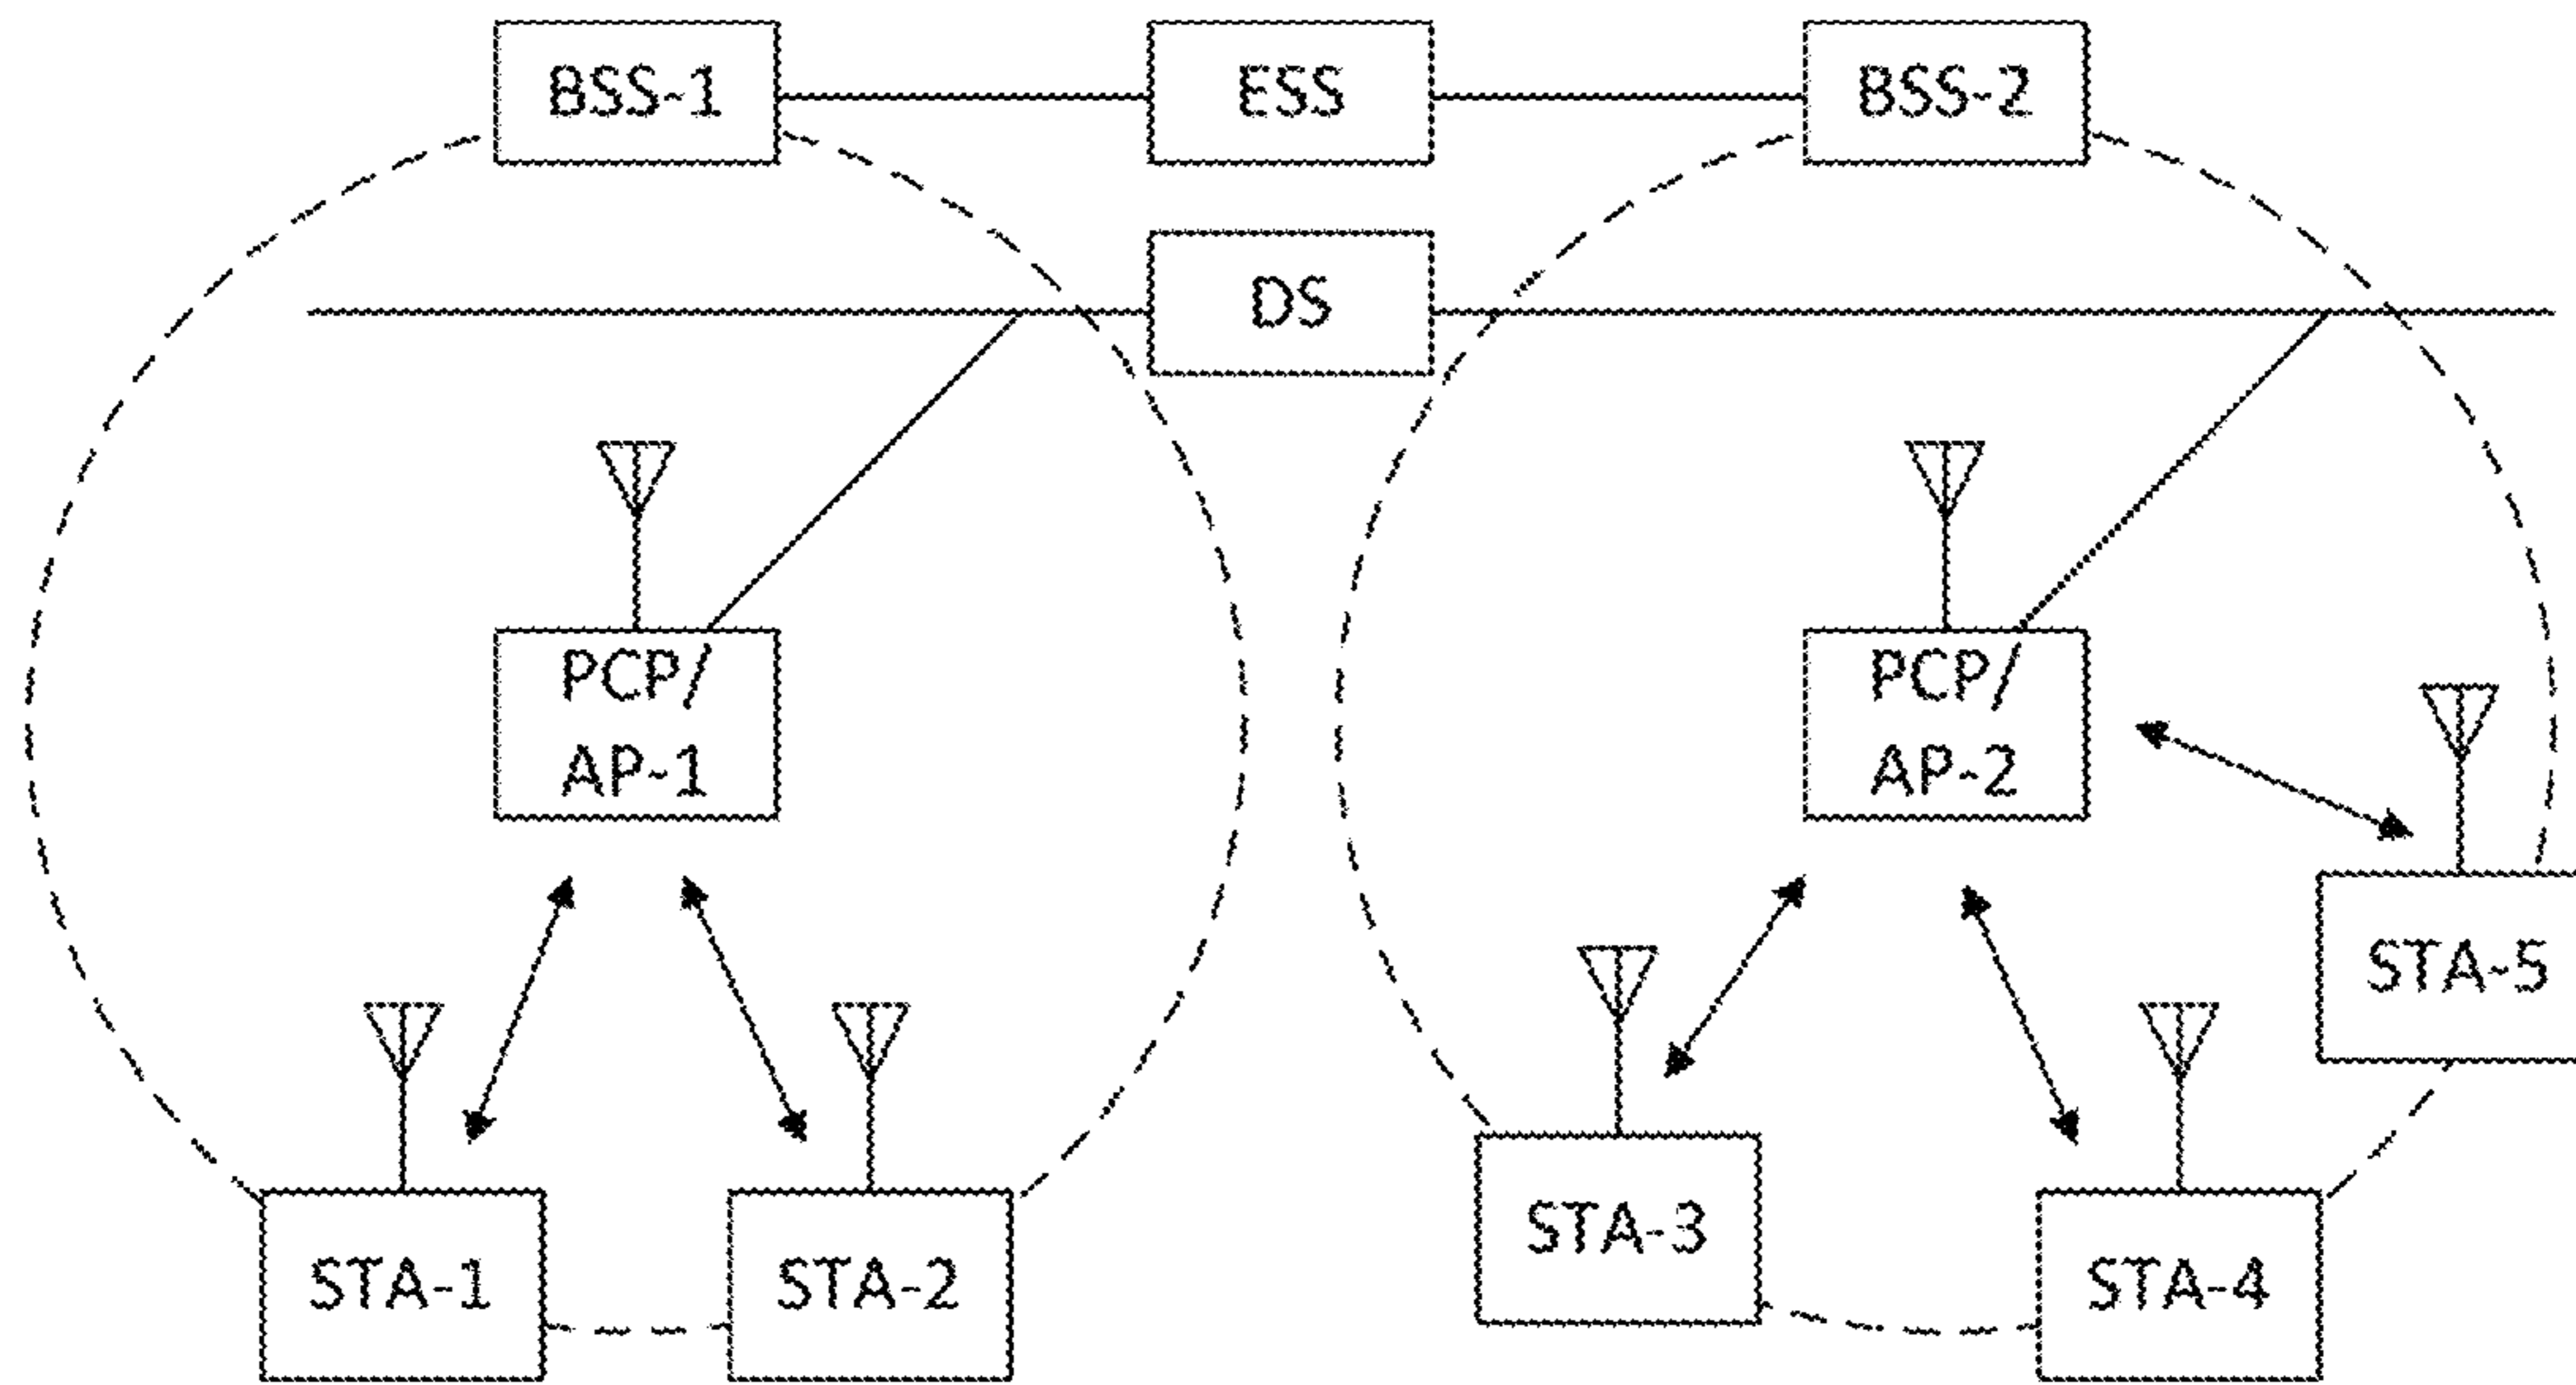 BSS-1
ESS
BSS-2
DS
PCP/
AP-1
PCP/
AP-2
STA-5
STA-3
STA-1
STA-2
STA-4